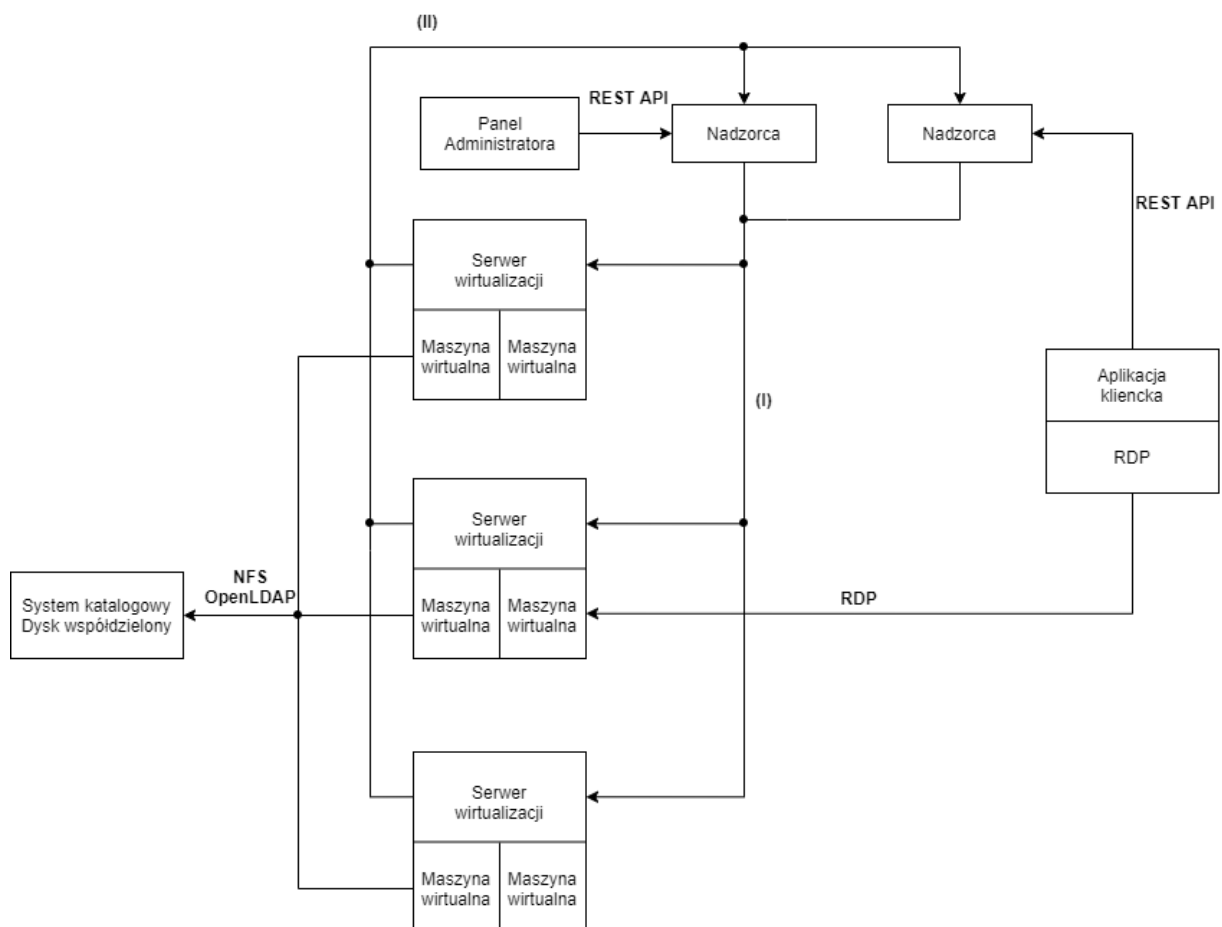 (II)
REST API
Panel
Administratora
Nadzorca
Nadzorca
REST API
Serwer
wirtualizacji
Maszyna
wirtualna
Maszyna
wirtualna
Aplikacja
kliencka
RDP
(I)
Serwer
wirtualizacji
Maszyna
wirtualna
Maszyna
wirtualna
NFS
OpenLDAP
System katalogowy
Dysk współdzielony
RDP
Serwer
wirtualizacji
Maszyna
wirtualna
Maszyna
wirtualna